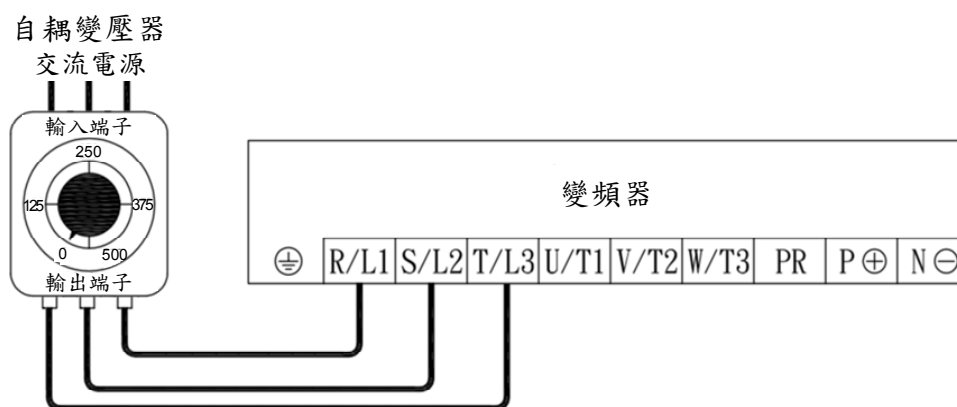 自耦變壓器
交流電源
輸入端子
250
125
375
0
500
輸出端子
變頻器
R/L1 S/L2 T/L3 U/T1 V/T2 W/T3 PR P⊕ N⊖